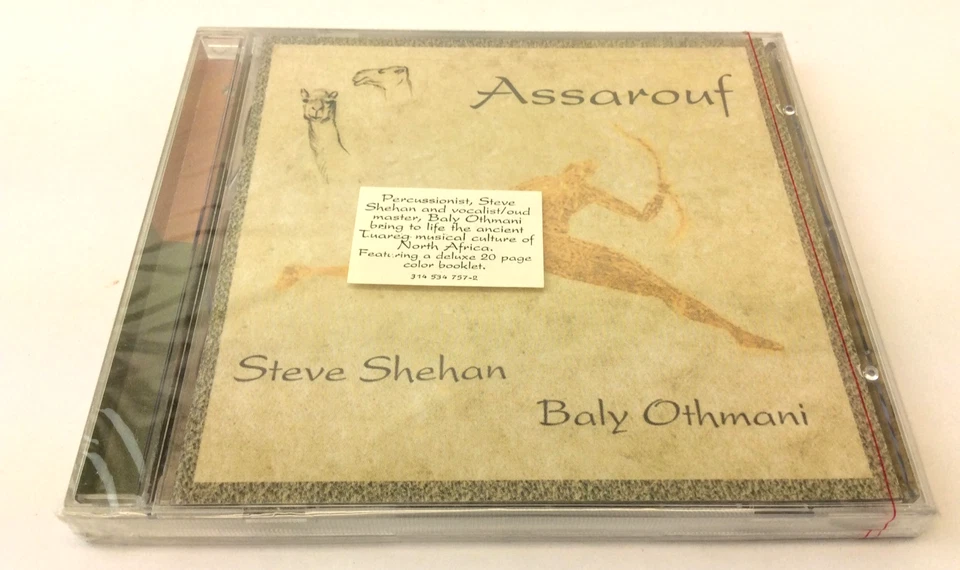 Assarouf
Percussionist, Steve
Shehan and vocalist/oud
master, Baly Othmani
bring to life the ancient
Tuareg musical culture of
North Africa.
Featuring a deluxe 20 page
color booklet.
314 534 757-2
Steve Shehan
Baly Othmani